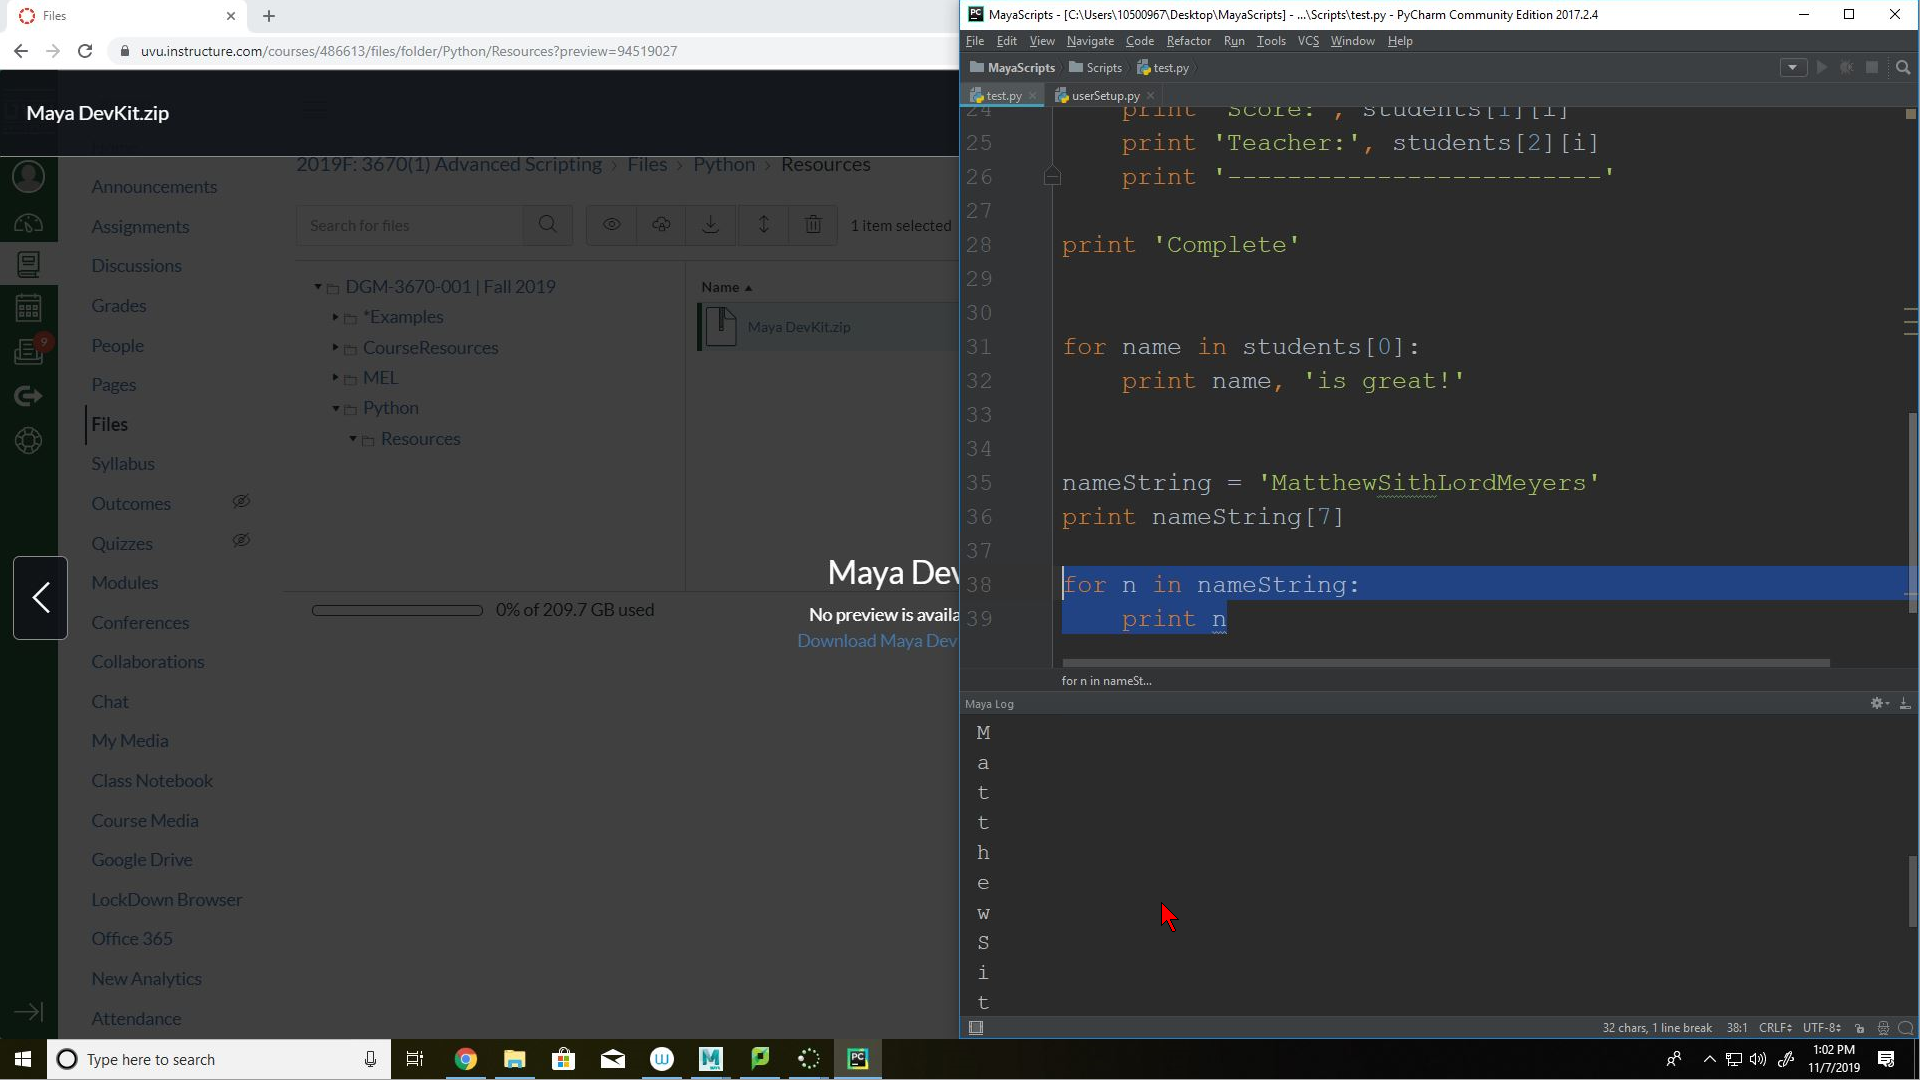 Files
uvu.instructure.com/courses/486613/files/folder/Python/Resources?preview=94519027
Maya DevKit.zip
2019F: 3670(1) Advanced Scripting › Files › Python › Resources
Announcements
Assignments
Discussions
Grades
People
Pages
Files
Syllabus
Outcomes
Quizzes
Modules
Conferences
Collaborations
Chat
My Media
Class Notebook
Course Media
Google Drive
LockDown Browser
Office 365
New Analytics
Attendance
9
Search for files
1 item selected
DGM-3670-001 | Fall 2019
*Examples
CourseResources
MEL
Python
Resources
Name
Maya DevKit.zip
0% of 209.7 GB used
Maya Dev
No preview is availa
Download Maya Dev
MayaScripts - [C:\Users\10500967\Desktop\MayaScripts] - ...\Scripts\test.py - PyCharm Community Edition 2017.2.4
File Edit View Navigate Code Refactor Run Tools VCS Window Help
MayaScripts Scripts test.py
test.py userSetup.py
24 print 'Score:', students[1][i]
25 print 'Teacher:', students[2][i]
26 print '-------------------------'
27
28 print 'Complete'
29
30
31 for name in students[0]:
32 print name, 'is great!'
33
34
35 nameString = 'MatthewSithLordMeyers'
36 print nameString[7]
37
38 for n in nameString:
39 print n
for n in nameSt...
Maya Log
M
a
t
t
h
e
w
S
i
t
32 chars, 1 line break 38:1 CRLF UTF-8
Type here to search
1:02 PM
11/7/2019